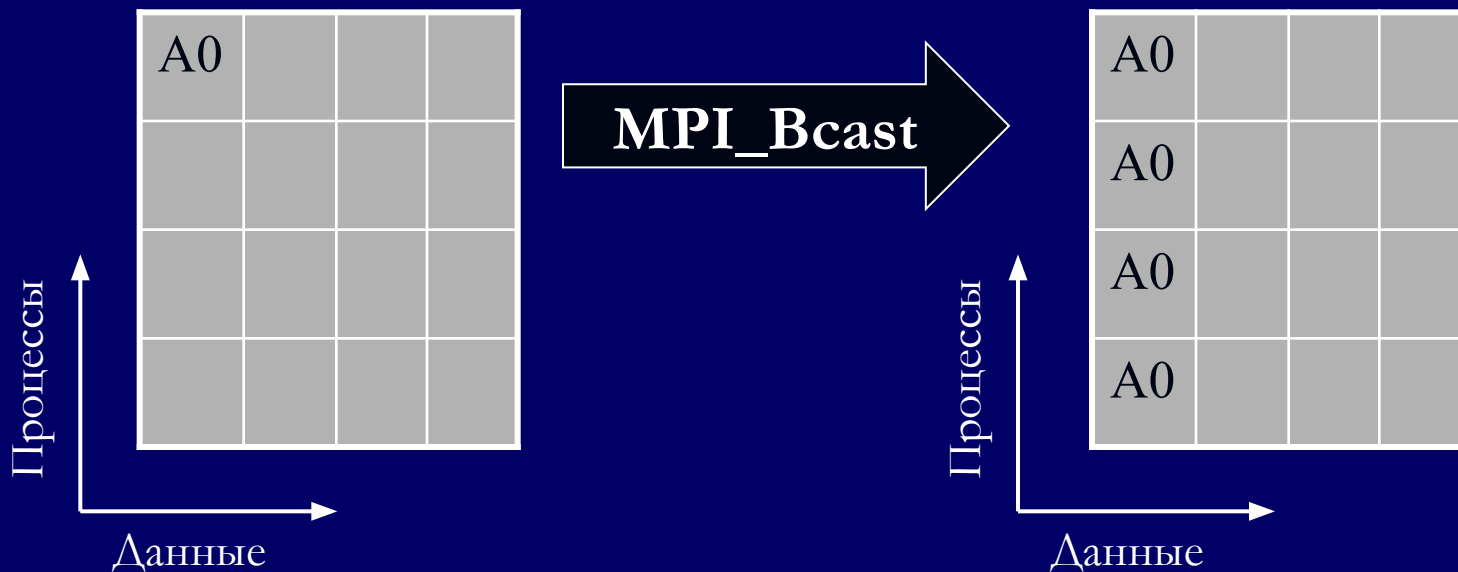 A0
MPI_Bcast
A0
A0
A0
A0
Процессы
Данные
Процессы
Данные